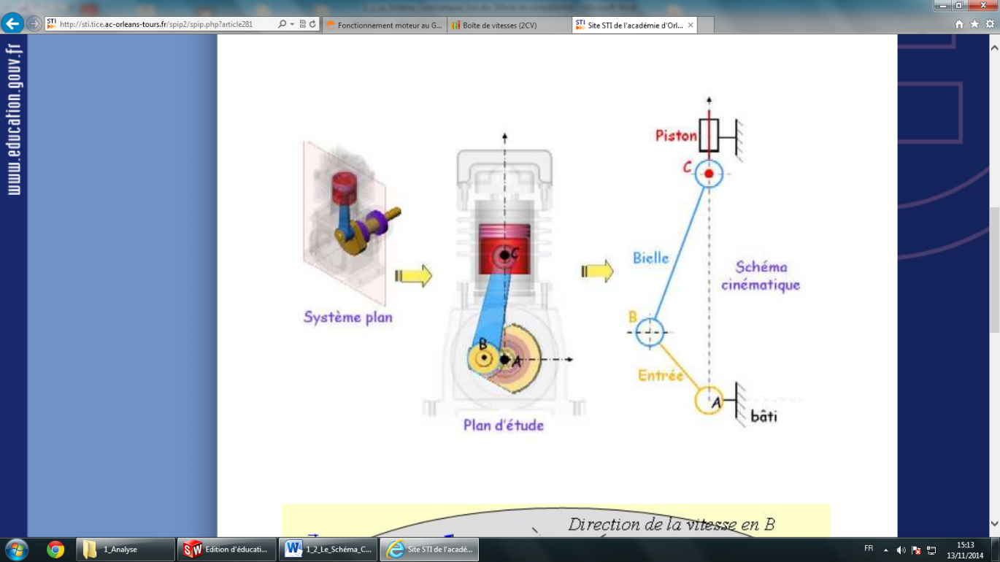 http://sti.tice.ac-orleans-tours.fr/spip2/spip.php?article281
Fonctionnement moteur au G...
Boîte de vitesses (2CV)
STI
Site STI de l'académie d'Orl...
www.education.gouv.fr
Piston
C
Bielle
Schéma
cinématique
B
Entrée
A
bâti
C
B
A
Système plan
Plan d'étude
Direction de la vitesse en B
1_Analyse
Edition d'éducati...
1_2_Le_Schéma_C...
Site STI de l'acadé...
FR
15:13
13/11/2014